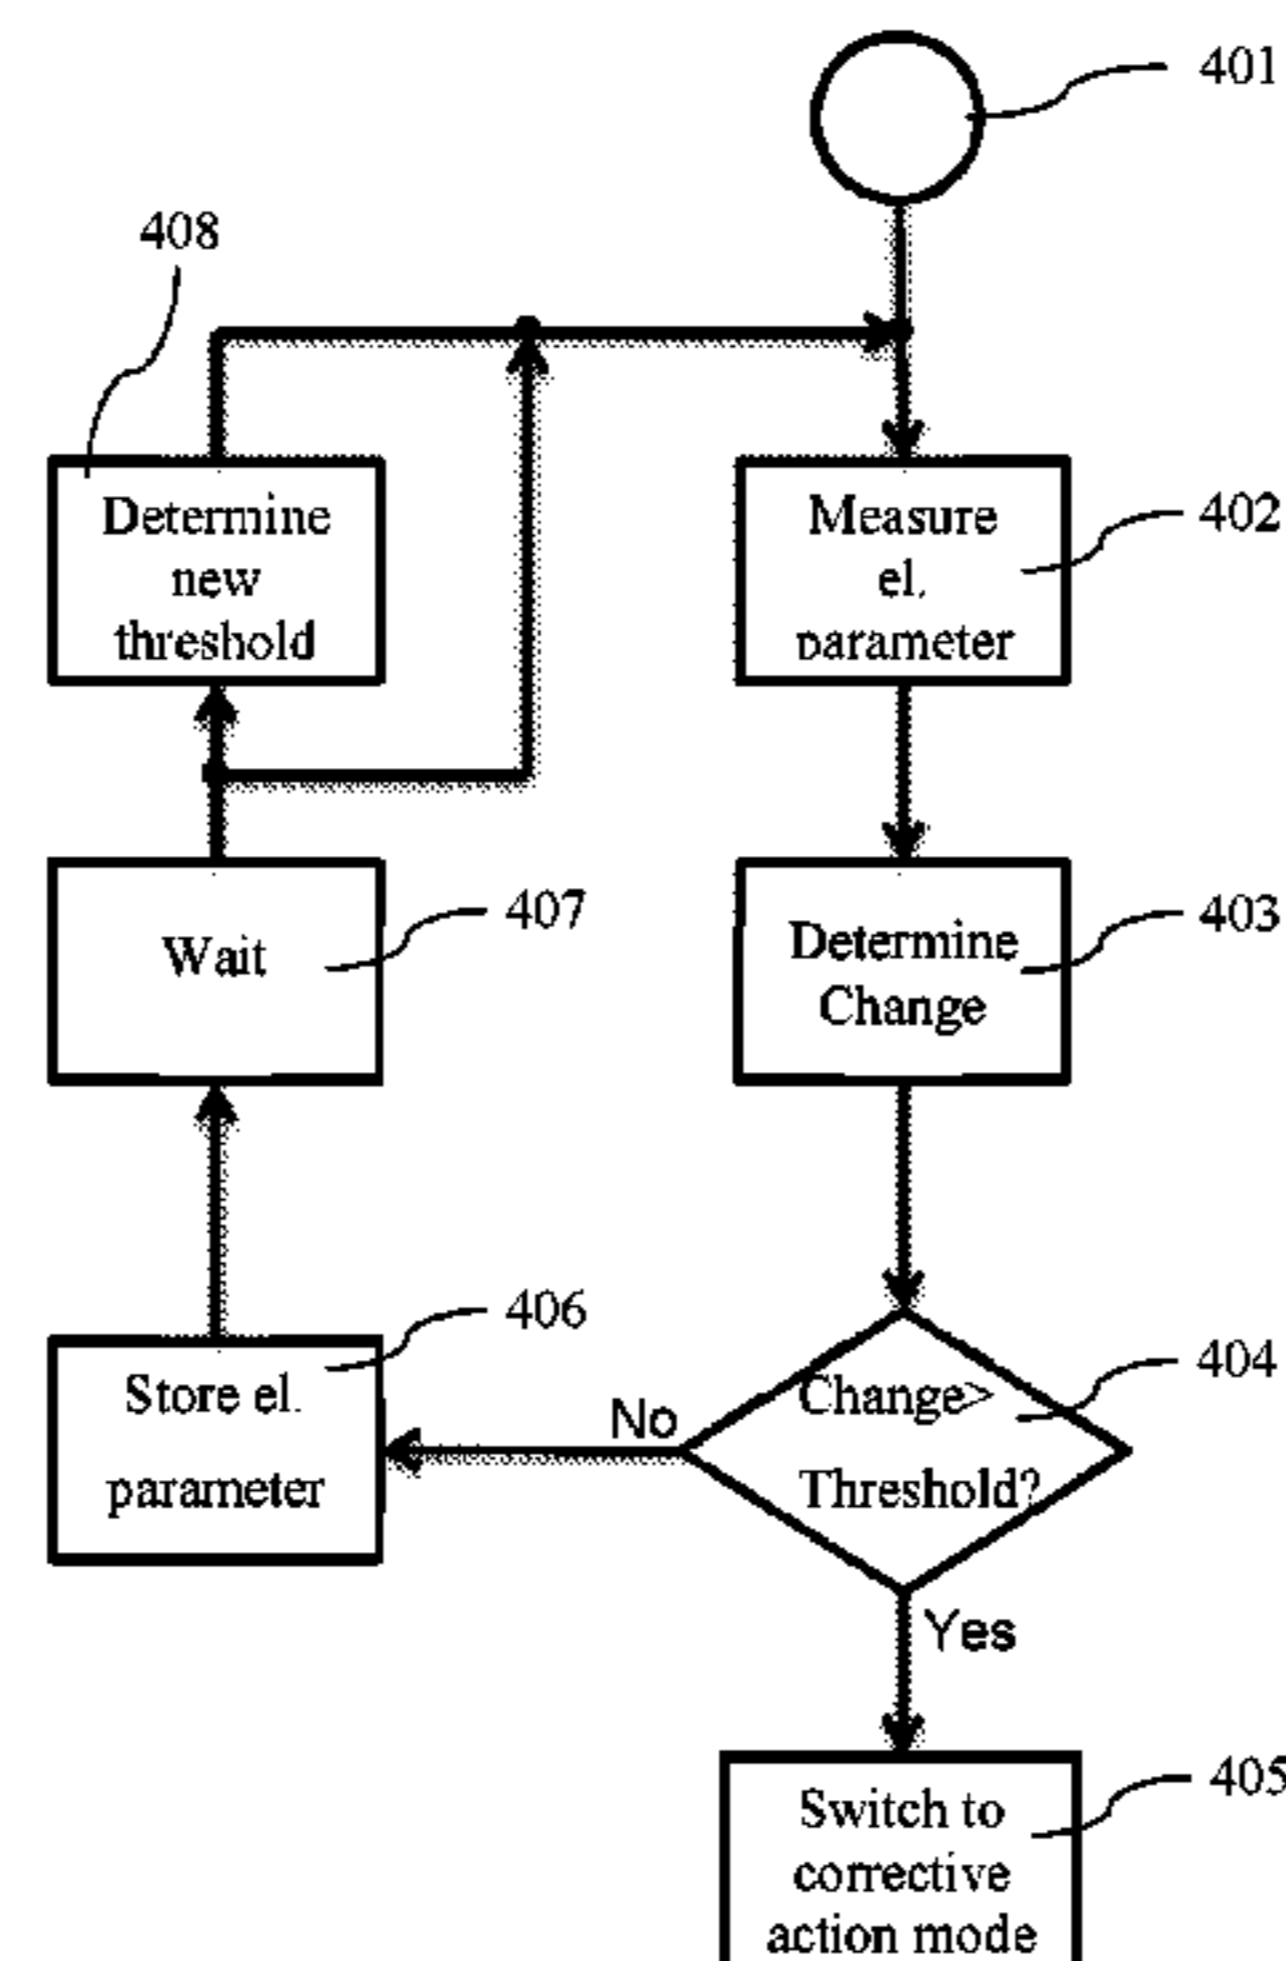 401
408
Determine
new
threshold
Measure
el.
parameter
402
Wait
407
Determine
Change
403
Store el.
parameter
406
No
Change>
Threshold?
404
Yes
Switch to
corrective
action mode
405